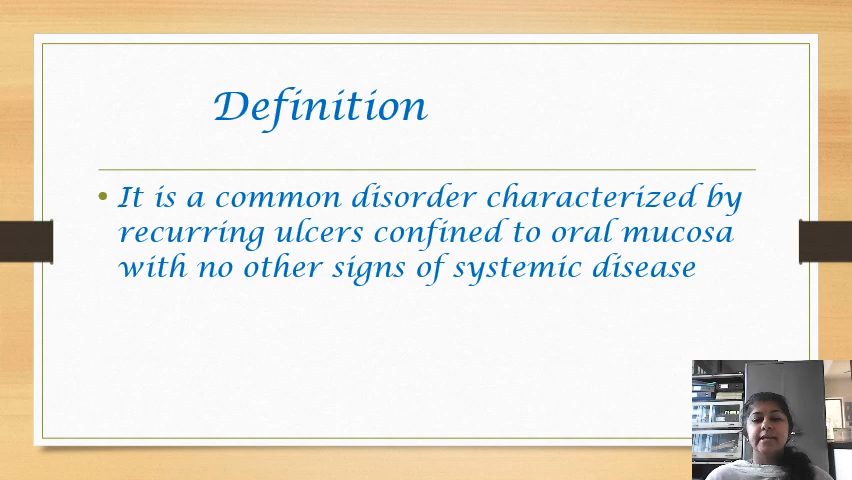 Definition
• It is a common disorder characterized by
recurring ulcers confined to oral mucosa
with no other signs of systemic disease